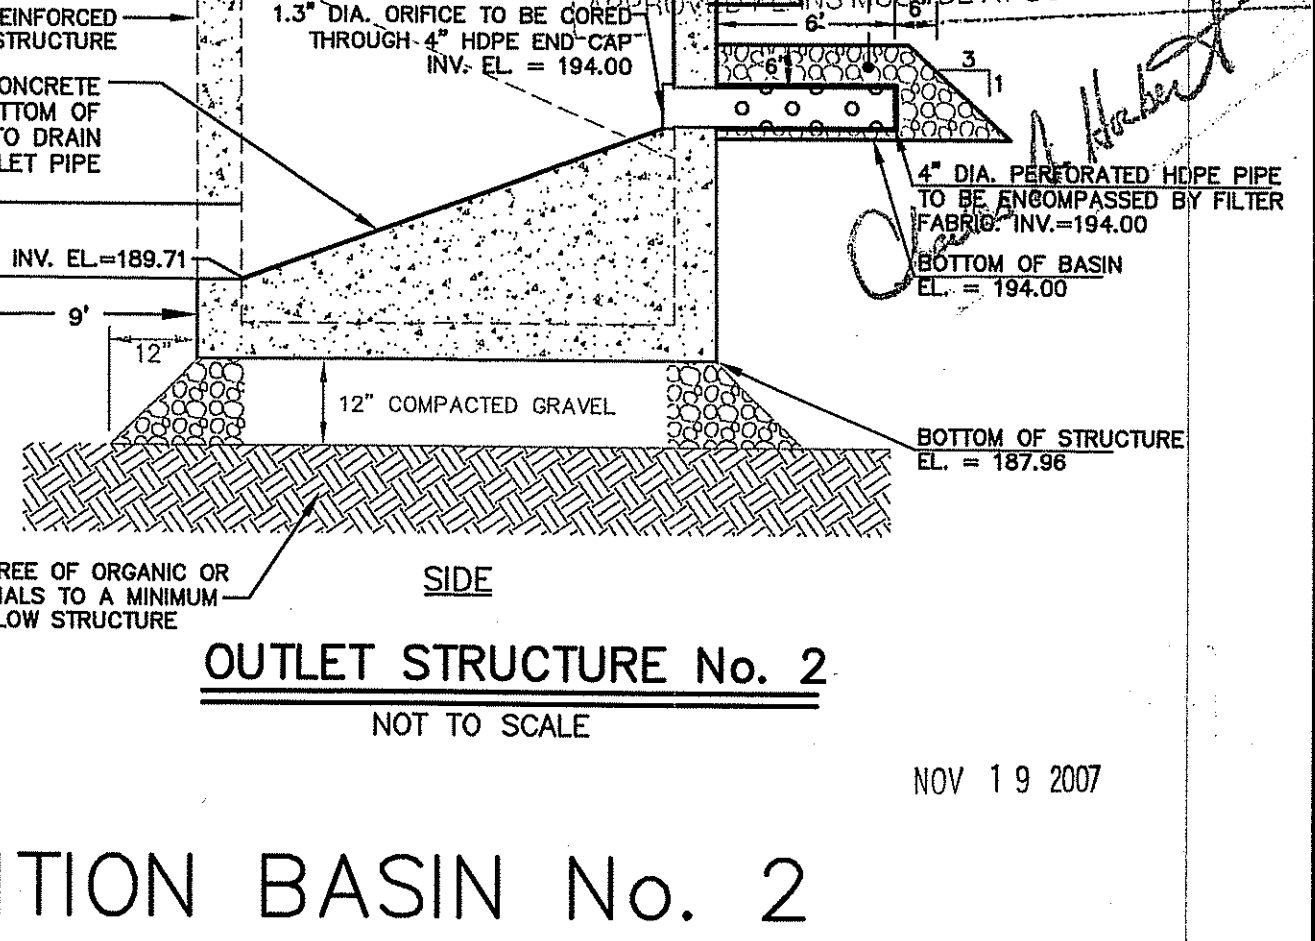 REINFORCED
STRUCTURE
1.3" DIA. ORIFICE TO BE CORED
THROUGH 4" HDPE END CAP
INV. EL. = 194.00
6'
6"
6"
3
1
CONCRETE
TTOM OF
TO DRAIN
LET PIPE
4" DIA. PERFORATED HDPE PIPE
TO BE ENCOMPASSED BY FILTER
FABRIC. INV.=194.00
INV. EL.=189.71
BOTTOM OF BASIN
EL. = 194.00
9'
12"
12" COMPACTED GRAVEL
BOTTOM OF STRUCTURE
EL. = 187.96
REE OF ORGANIC OR
IALS TO A MINIMUM
LOW STRUCTURE
SIDE
OUTLET STRUCTURE No. 2
NOT TO SCALE
NOV 19 2007
TION BASIN No. 2